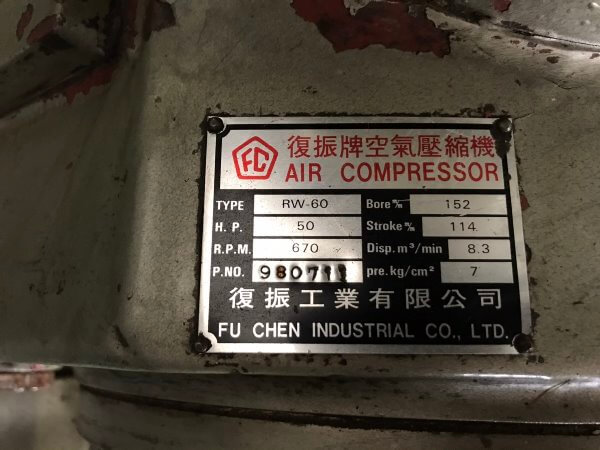 FC
復振牌空氣壓縮機
AIR COMPRESSOR
TYPE RW-60 Bore ㎜ 152
H. P. 50 Stroke ㎜ 114
R.P.M. 670 Disp. m³/min 8.3
P.NO. pre. kg/cm² 7
復振工業有限公司
FU CHEN INDUSTRIAL CO., LTD.